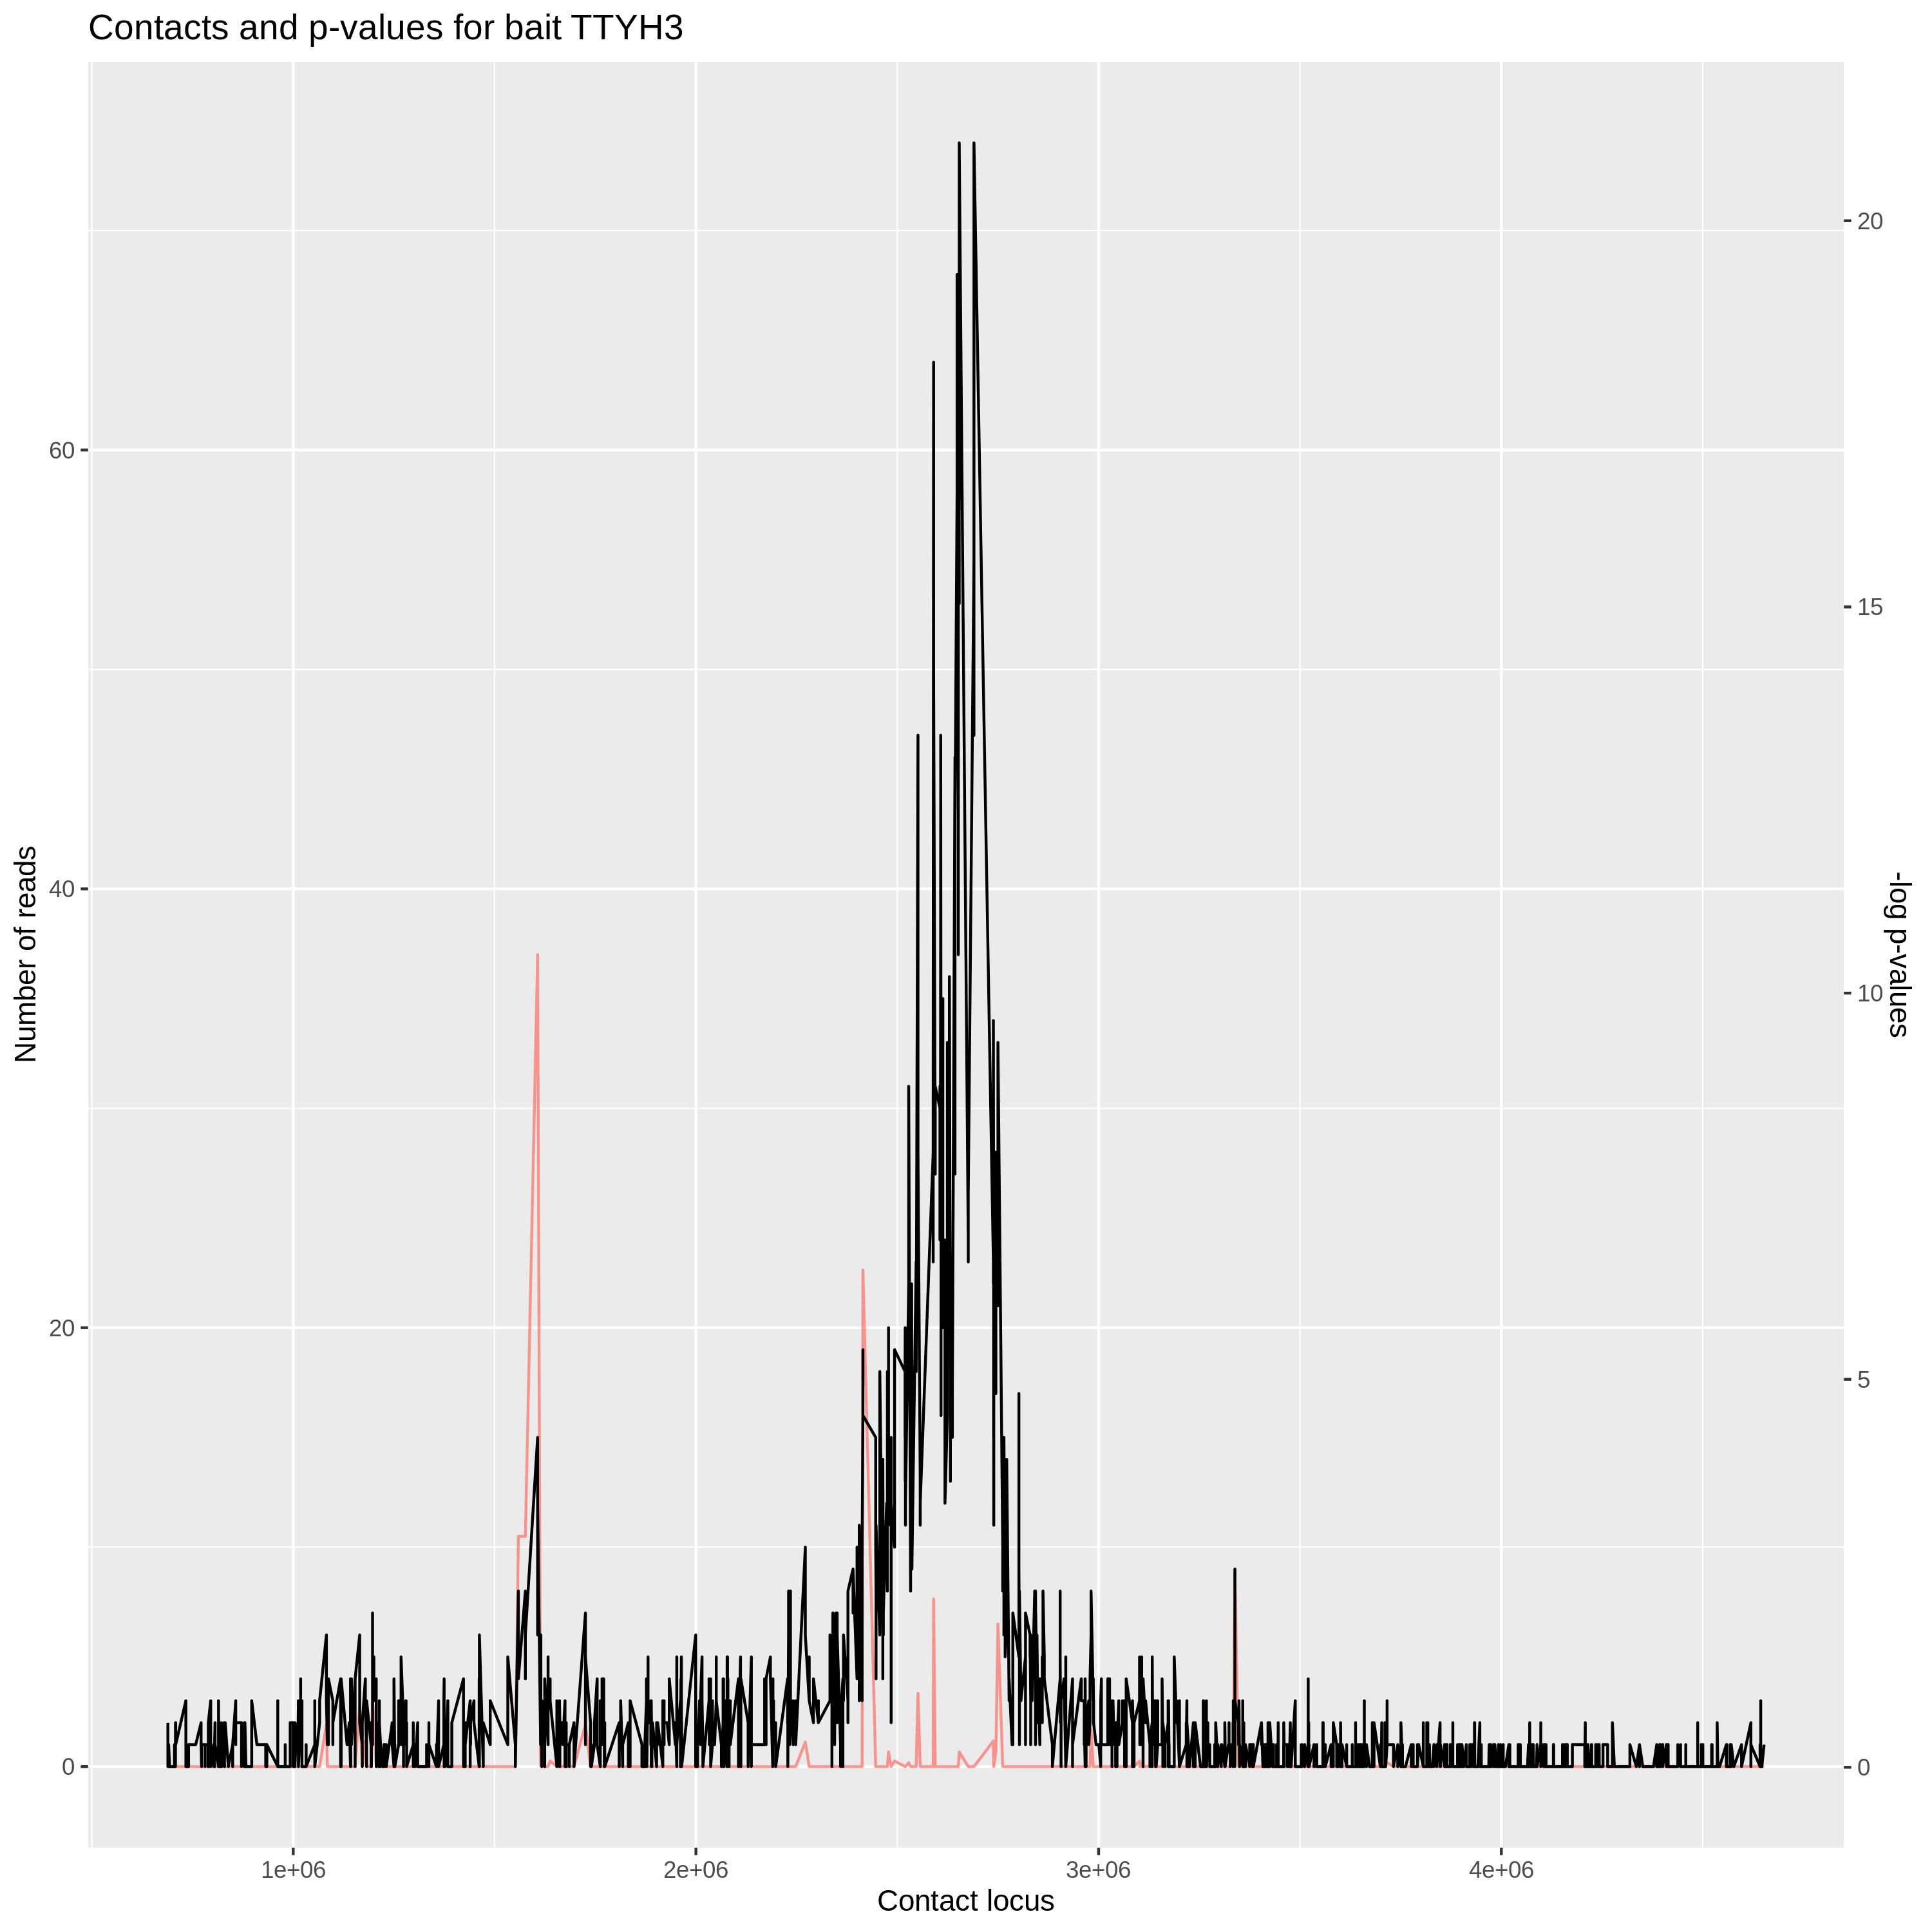 Contacts and p-values for bait TTYH3
Number of reads
60
40
20
0
20
15
10
5
0
-log p-values
1e+06
2e+06
3e+06
4e+06
Contact locus